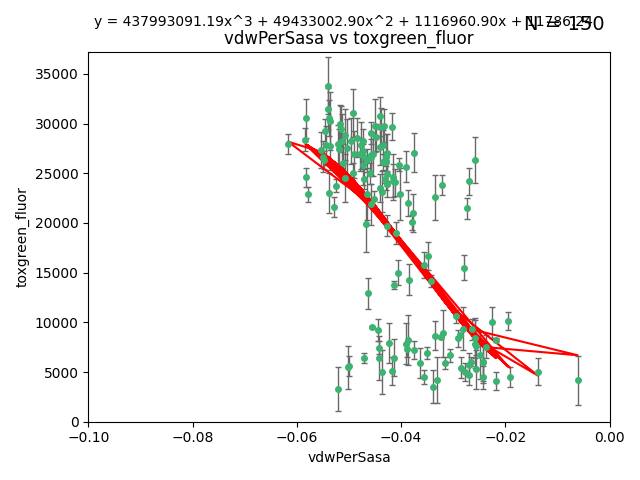 y = 437993091.19x^3 + 49433002.90x^2 + 1116960.90x +
N = 150
vdwPerSasa vs toxgreen_fluor
35000
30000
25000
20000
15000
10000
5000
0
toxgreen_fluor
−0.10
−0.08
−0.06
−0.04
−0.02
0.00
vdwPerSasa